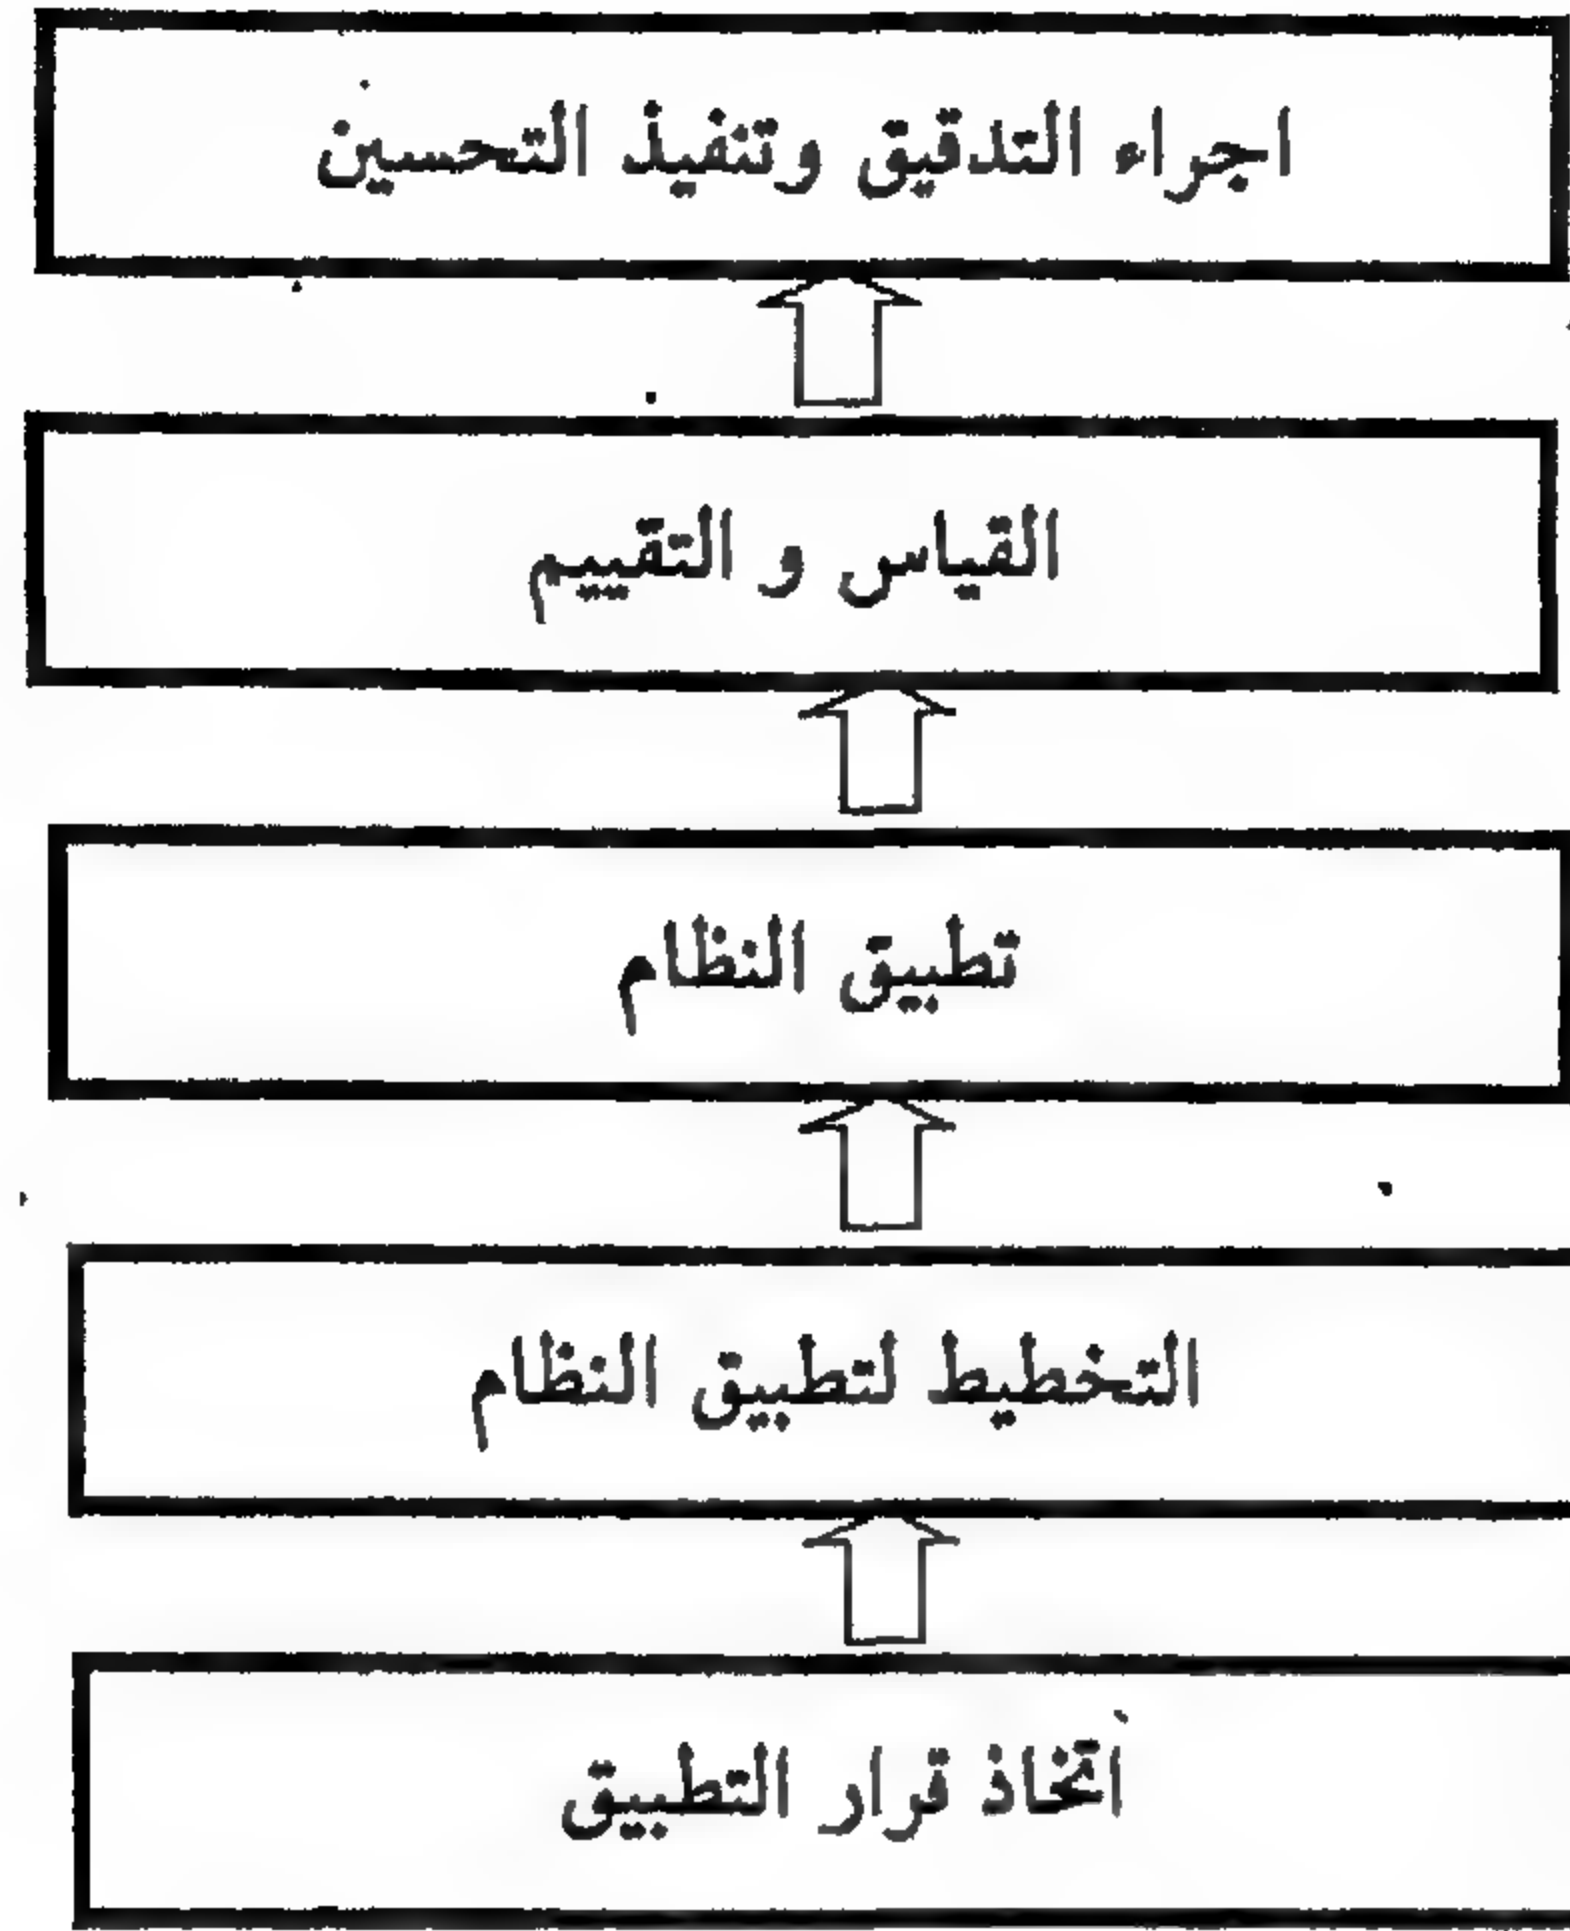 اجراء التدقيق وتنفيذ التحسين
القياس و التقييم
تطبيق النظام
التخطيط لتطبيق النظام
اتخاذ قرار التطبيق